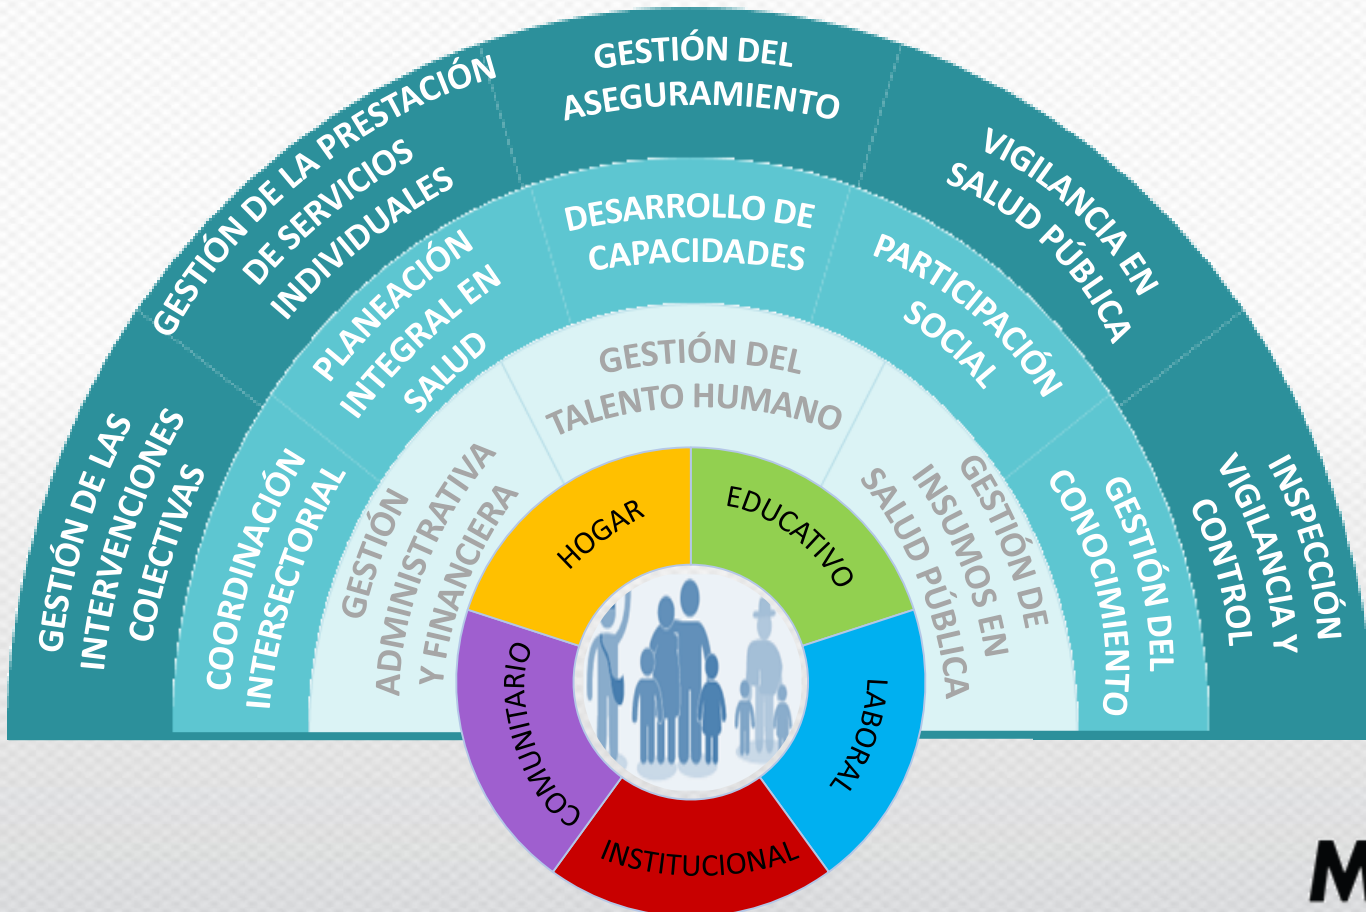 GESTIÓN DE LAS
INTERVENCIONES
COLECTIVAS
GESTIÓN DE LA PRESTACIÓN
DE SERVICIOS
INDIVIDUALES
GESTIÓN DEL
ASEGURAMIENTO
VIGILANCIA EN
SALUD PÚBLICA
INSPECCIÓN
VIGILANCIA Y
CONTROL
COORDINACIÓN
INTERSECTORIAL
PLANEACIÓN
INTEGRAL EN
SALUD
DESARROLLO DE
CAPACIDADES
PARTICIPACIÓN
SOCIAL
GESTIÓN DEL
CONOCIMIENTO
GESTIÓN
ADMINISTRATIVA
Y FINANCIERA
GESTIÓN DEL
TALENTO HUMANO
GESTIÓN DE
INSUMOS EN
SALUD PÚBLICA
HOGAR
EDUCATIVO
LABORAL
INSTITUCIONAL
COMUNITARIO
M